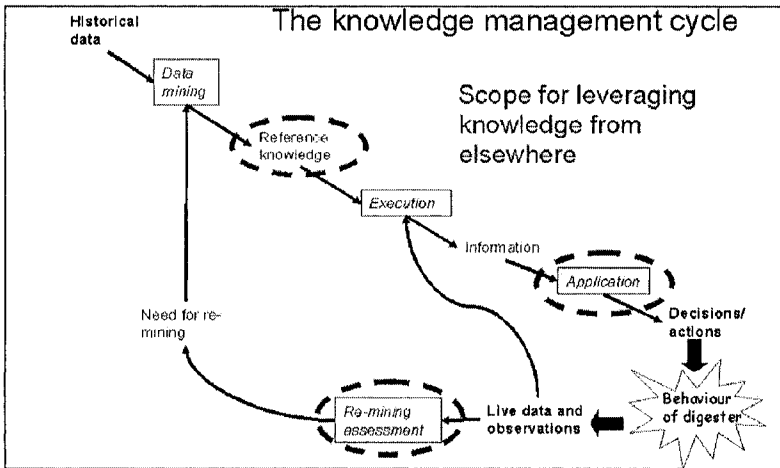 Historical
data
The knowledge management cycle
Data
mining
Scope for leveraging
knowledge from
elsewhere
Reference
knowledge
Execution
Information
Application
Need for re-
mining
Decisions/
actions
Re-mining
assessment
Live data and
observations
Behaviour
of digester